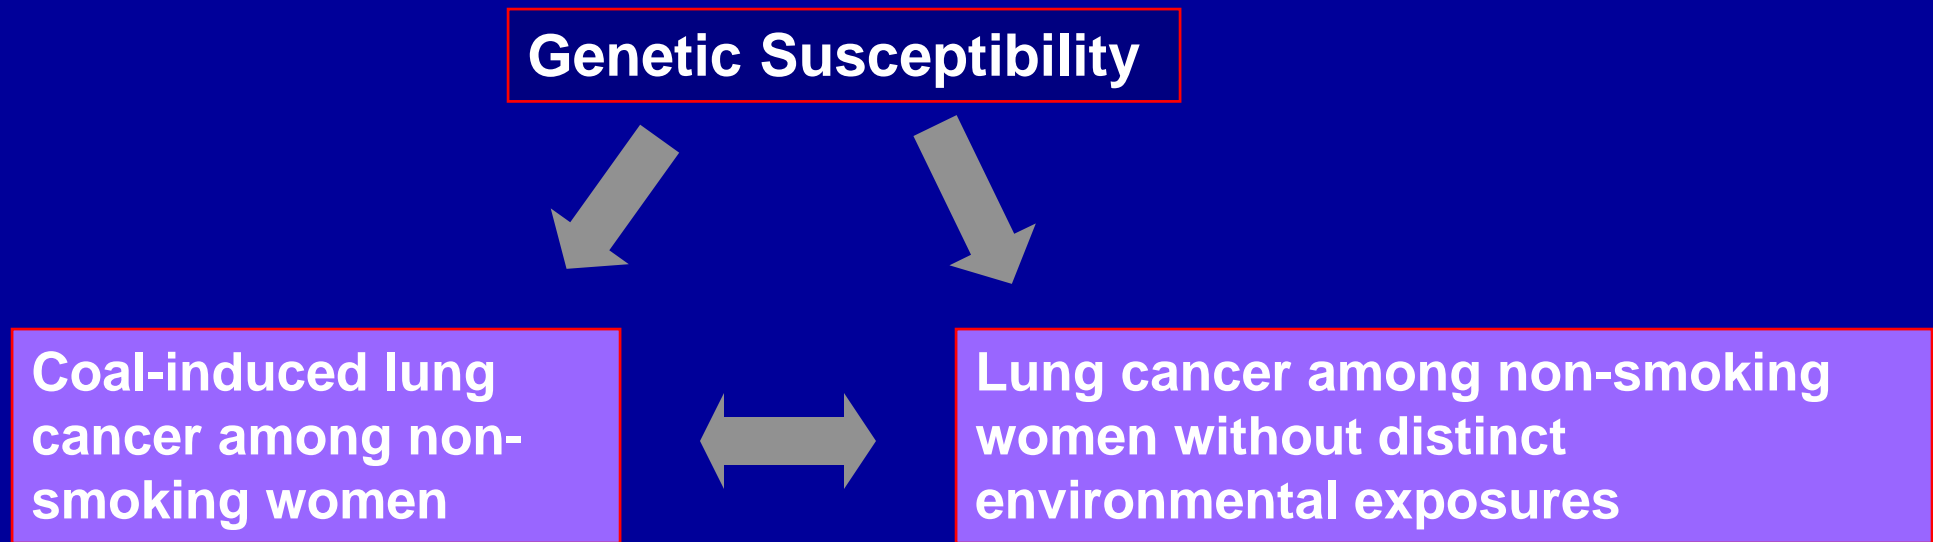 Genetic Susceptibility
Coal-induced lung
cancer among non-
smoking women
Lung cancer among non-smoking
women without distinct
environmental exposures